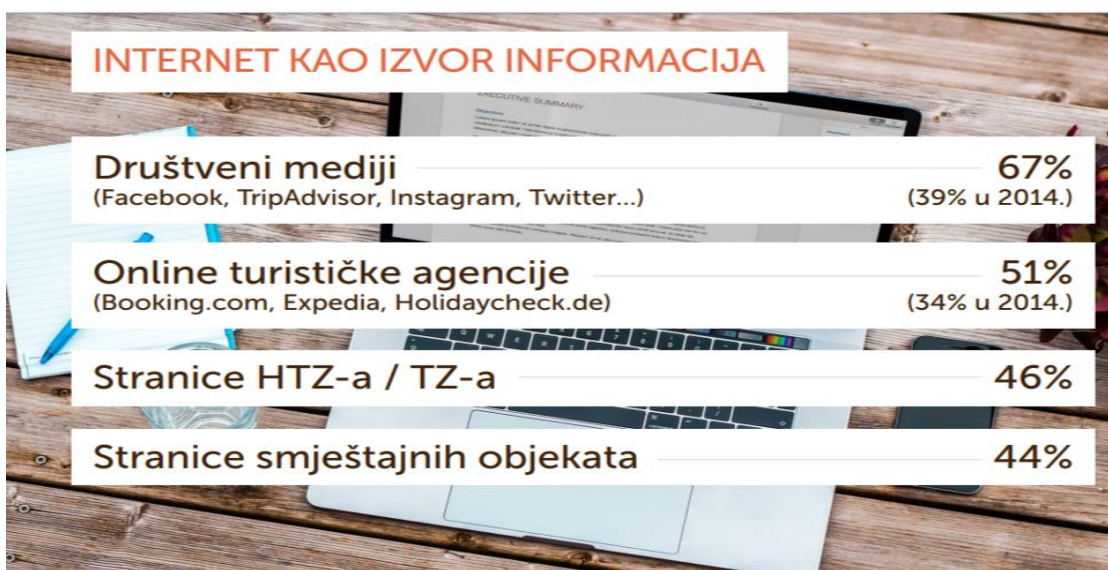 INTERNET KAO IZVOR INFORMACIJA
EXECUTIVE SUMMARY
Društveni mediji 67%
(Facebook, TripAdvisor, Instagram, Twitter...) (39% u 2014.)
Online turističke agencije 51%
(Booking.com, Expedia, Holidaycheck.de) (34% u 2014.)
Stranice HTZ-a / TZ-a 46%
Stranice smještajnih objekata 44%